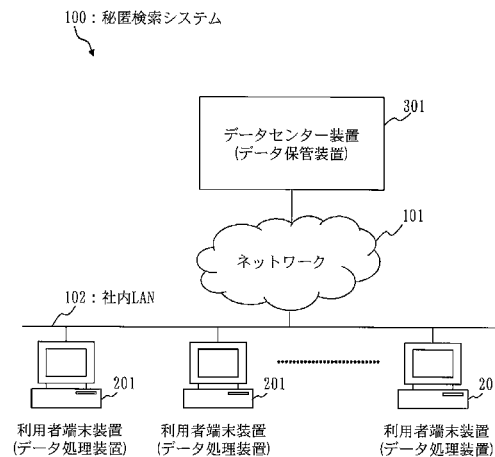 100：秘匿検索システム
301
データセンター装置
(データ保管装置)
101
ネットワーク
102：社内LAN
201
201
20
利用者端末装置
(データ処理装置)
利用者端末装置
(データ処理装置)
利用者端末装置
(データ処理装置)